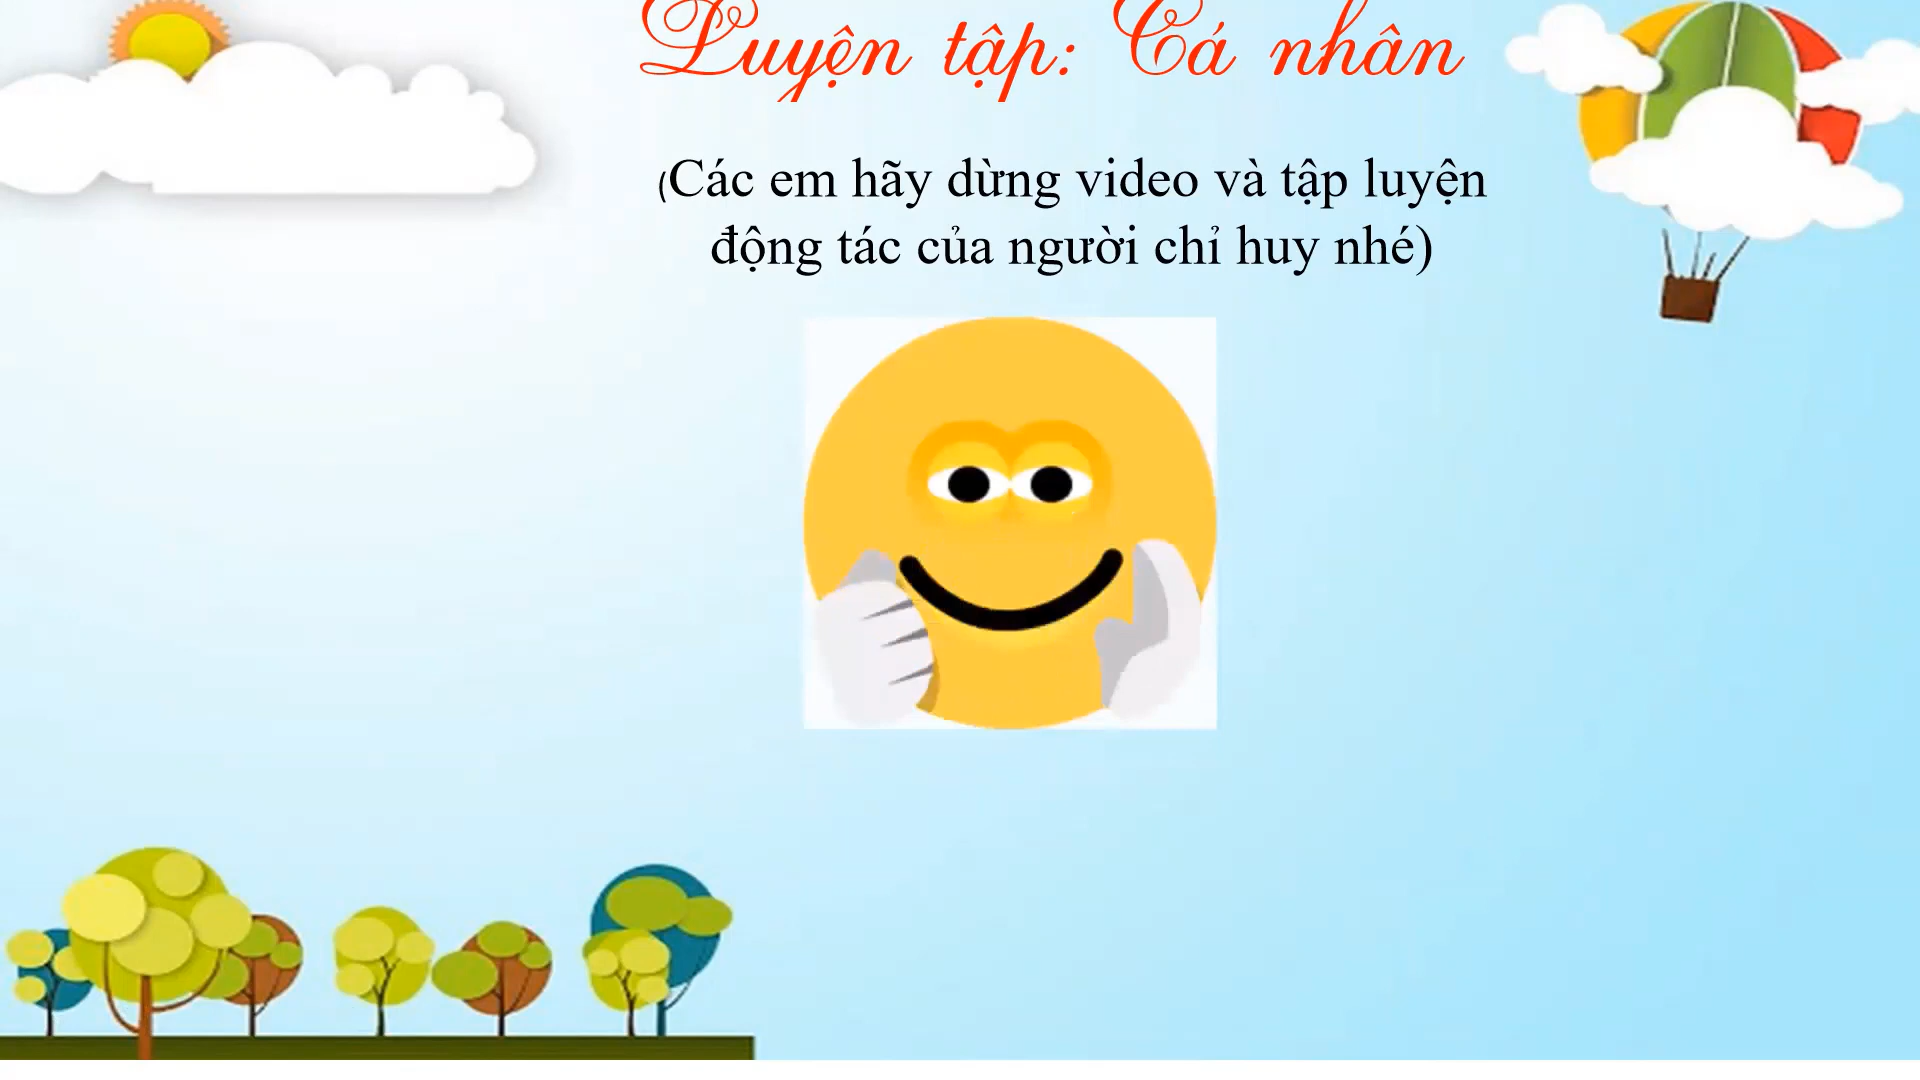 Luyện tập: Cá nhân
(Các em hãy dừng video và tập luyện
động tác của người chỉ huy nhé)